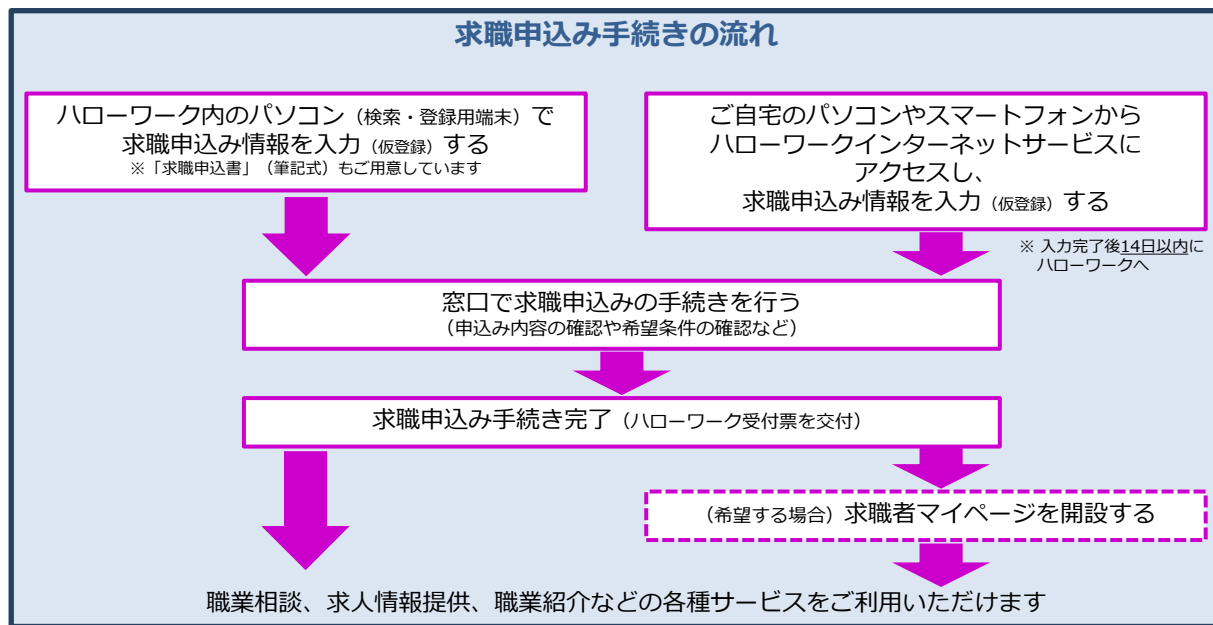 求職申込み手続きの流れ
ハローワーク内のパソコン（検索・登録用端末）で
求職申込み情報を入力（仮登録）する
※「求職申込書」（筆記式）もご用意しています
ご自宅のパソコンやスマートフォンから
ハローワークインターネットサービスに
アクセスし、
求職申込み情報を入力（仮登録）する
※ 入力完了後14日以内に
ハローワークへ
窓口で求職申込みの手続きを行う
（申込み内容の確認や希望条件の確認など）
求職申込み手続き完了（ハローワーク受付票を交付）
（希望する場合）求職者マイページを開設する
職業相談、求人情報提供、職業紹介などの各種サービスをご利用いただけます